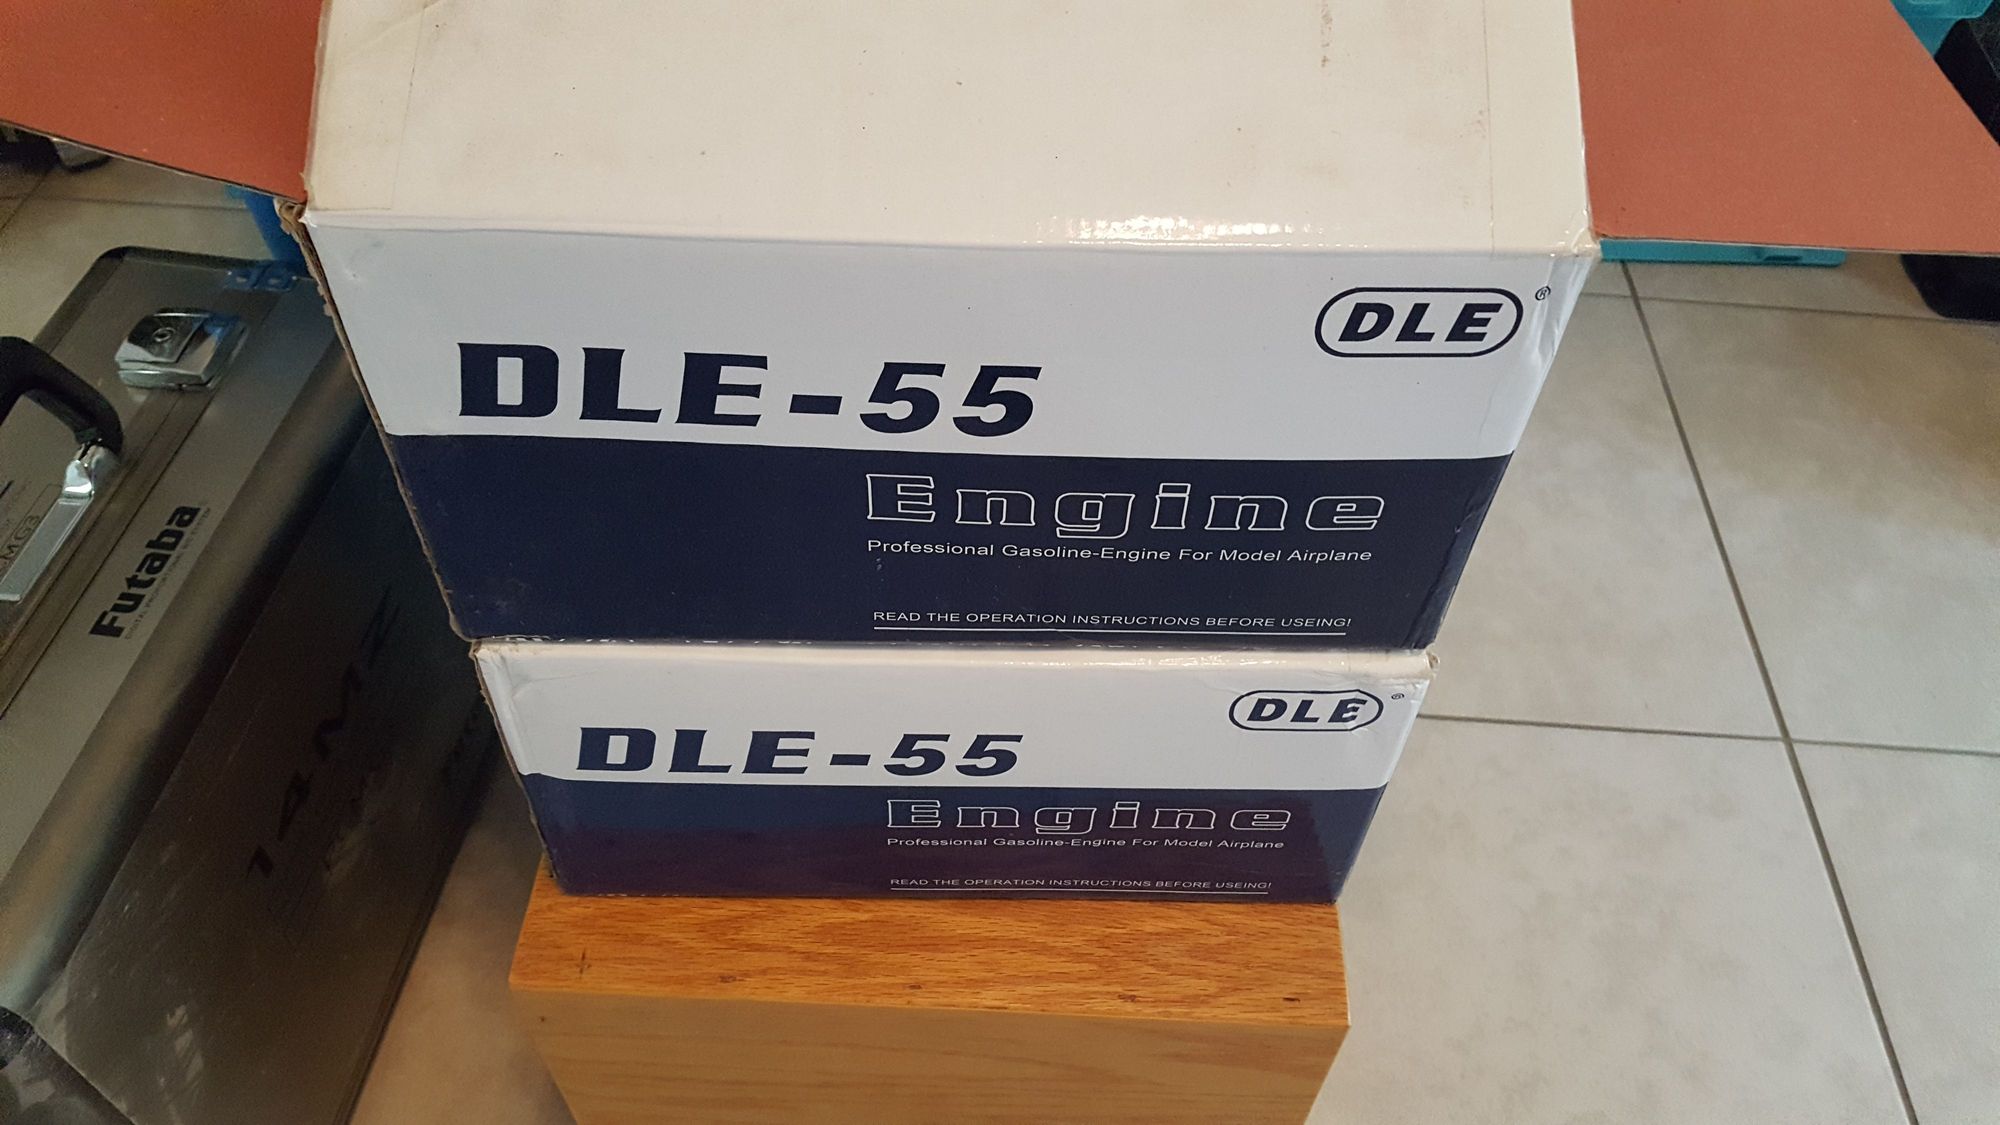 DLE®
DLE-55
Engine
Professional Gasoline-Engine For Model Airplane
READ THE OPERATION INSTRUCTIONS BEFORE USEING!
DLE®
DLE-55
Engine
Professional Gasoline-Engine For Model Airplane
READ THE OPERATION INSTRUCTIONS BEFORE USEING!
Futaba
14MZ